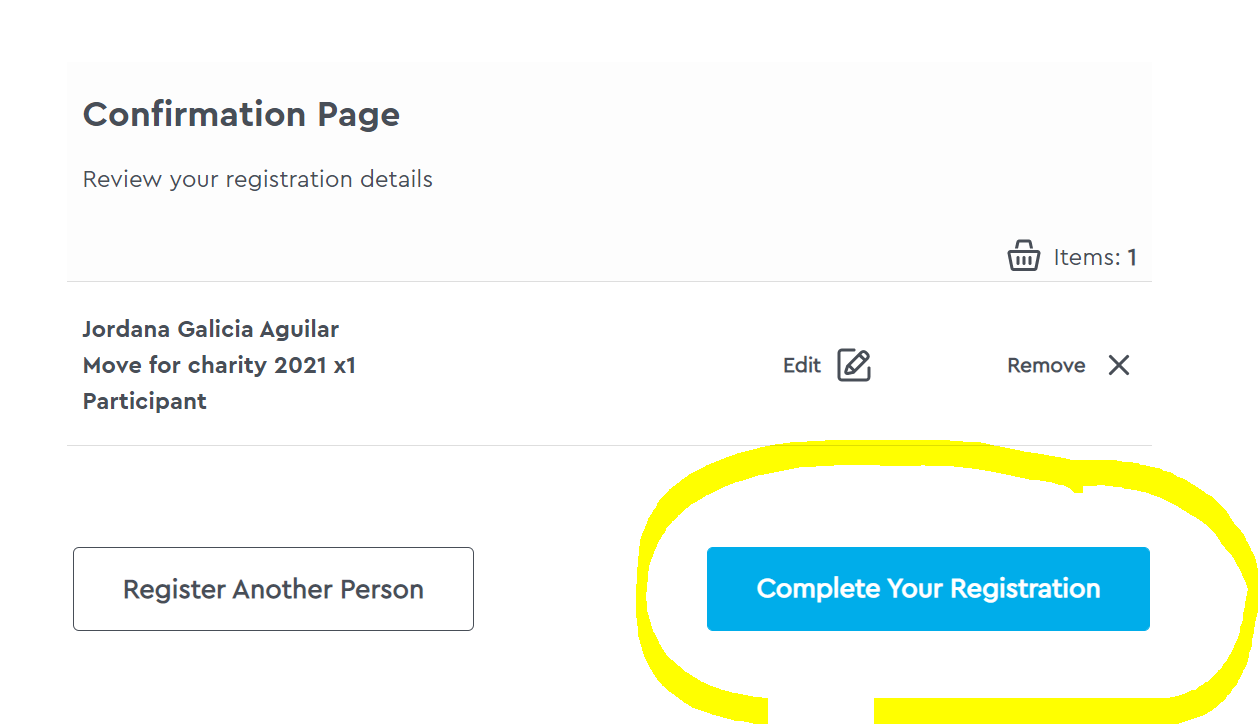 Confirmation Page
Review your registration details
Items: 1
Jordana Galicia Aguilar
Move for charity 2021 x1
Participant
Edit
Remove
Register Another Person
Complete Your Registration